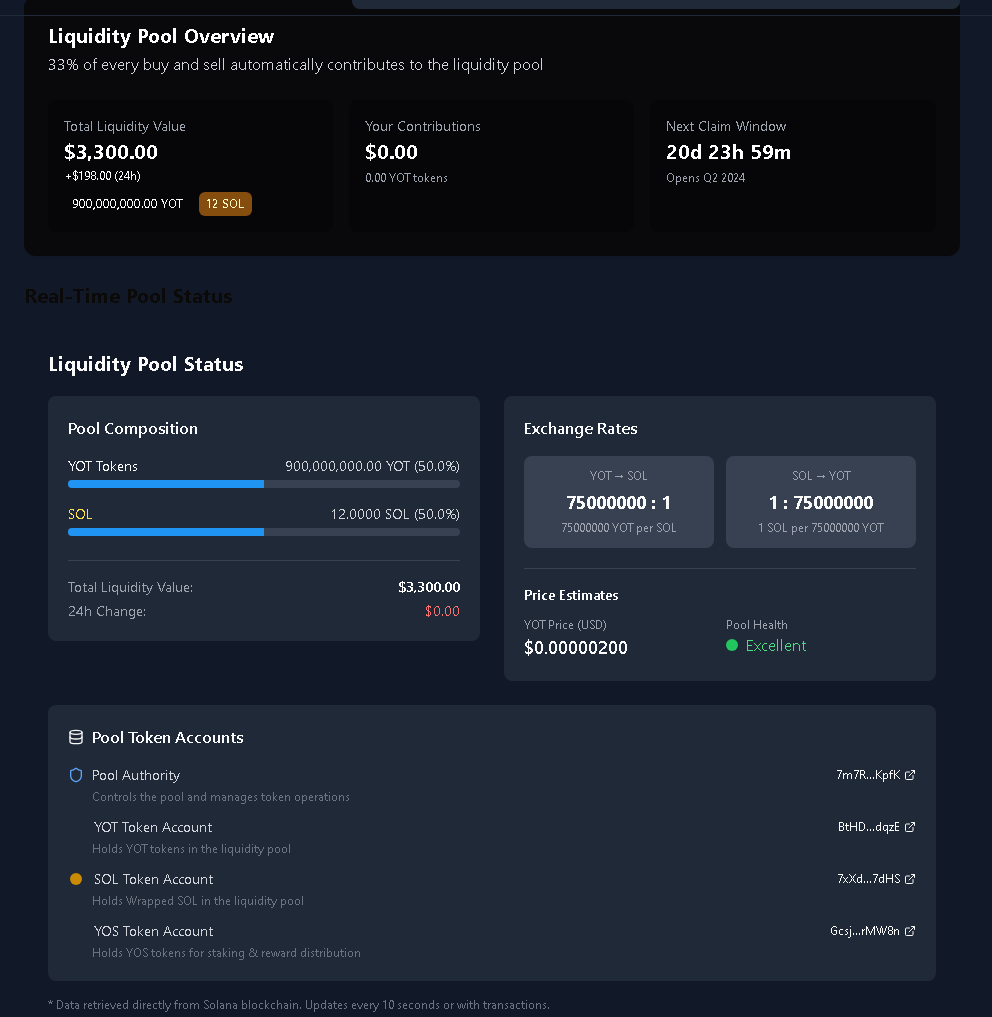 Liquidity Pool Overview
33% of every buy and sell automatically contributes to the liquidity pool
Total Liquidity Value
$3,300.00
+$198.00 (24h)
900,000,000.00 YOT
12 SOL
Your Contributions
$0.00
0.00 YOT tokens
Next Claim Window
20d 23h 59m
Opens Q2 2024
Real-Time Pool Status
Liquidity Pool Status
Pool Composition
YOT Tokens 900,000,000.00 YOT (50.0%)
SOL 12.0000 SOL (50.0%)
Total Liquidity Value: $3,300.00
24h Change: $0.00
Exchange Rates
YOT → SOL
75000000 : 1
75000000 YOT per SOL
SOL → YOT
1 : 75000000
1 SOL per 75000000 YOT
Price Estimates
YOT Price (USD)
$0.00000200
Pool Health
Excellent
Pool Token Accounts
Pool Authority 7m7R...KpfK
Controls the pool and manages token operations
YOT Token Account BtHD...dqzE
Holds YOT tokens in the liquidity pool
SOL Token Account 7xXd...7dHS
Holds Wrapped SOL in the liquidity pool
YOS Token Account Gcsj...rMW8n
Holds YOS tokens for staking & reward distribution
* Data retrieved directly from Solana blockchain. Updates every 10 seconds or with transactions.